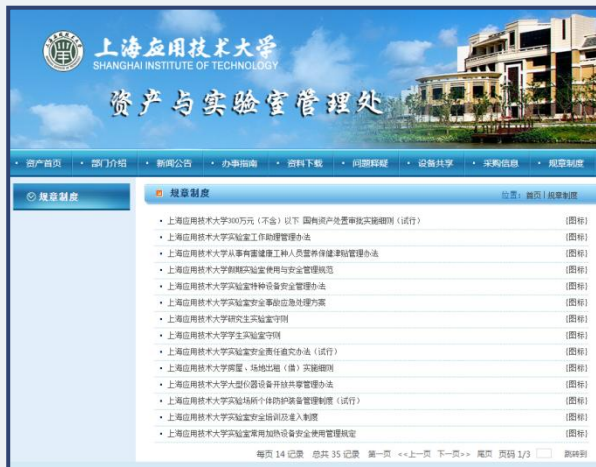 上海应用技术大学
SHANGHAI INSTITUTE OF TECHNOLOGY
资产与实验室管理处
· 资产首页 · 部门介绍 · 新闻公告 · 办事指南 · 资料下载 · 问题释疑 · 设备共享 · 采购信息 · 规章制度
规章制度
规章制度 位置: 首页 | 规章制度
· 上海应用技术大学300万元（不含）以下 国有资产处置审批实施细则（试行） [图标]
· 上海应用技术大学实验室工作助理管理办法 [图标]
· 上海应用技术大学从事有害健康工种人员营养保健津贴管理办法 [图标]
· 上海应用技术大学假期实验室使用与安全管理规范 [图标]
· 上海应用技术大学实验室特种设备安全管理办法 [图标]
· 上海应用技术大学实验室安全事故应急处理方案 [图标]
· 上海应用技术大学研究生实验室守则 [图标]
· 上海应用技术大学学生实验室守则 [图标]
· 上海应用技术大学实验室安全责任追究办法（试行） [图标]
· 上海应用技术大学房屋、场地出租（借）实施细则 [图标]
· 上海应用技术大学大型仪器设备开放共享管理办法 [图标]
· 上海应用技术大学实验场所个体防护装备管理制度（试行） [图标]
· 上海应用技术大学实验室安全培训及准入制度 [图标]
· 上海应用技术大学实验室常用加热设备安全使用管理规定 [图标]
每页 14 记录 总共 35 记录 第一页 <<上一页 下一页>> 尾页 页码 1/3 跳转到